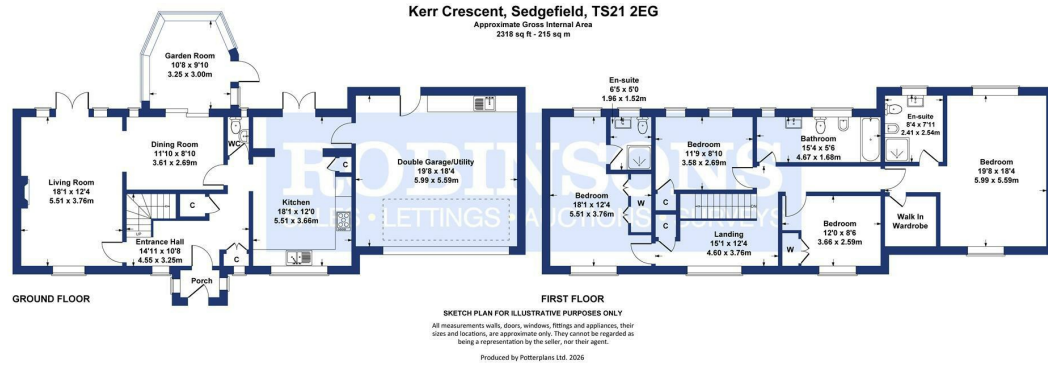 Kerr Crescent, Sedgefield, TS21 2EG
Approximate Gross Internal Area
2318 sq ft - 215 sq m
Garden Room
10'8 x 9'10
3.25 x 3.00m
Dining Room
11'10 x 8'10
3.61 x 2.69m
WC
Living Room
18'1 x 12'4
5.51 x 3.76m
C
Entrance Hall
14'11 x 10'8
4.55 x 3.25m
C
Porch
Kitchen
18'1 x 12'0
5.51 x 3.66m
C
Double Garage/Utility
19'8 x 18'4
5.99 x 5.59m
GROUND FLOOR
En-suite
6'5 x 5'0
1.96 x 1.52m
Bedroom
18'1 x 12'4
5.51 x 3.76m
W
C
C
Bedroom
11'9 x 8'10
3.58 x 2.69m
Landing
15'1 x 12'4
4.60 x 3.76m
Bathroom
15'4 x 5'6
4.67 x 1.68m
Bedroom
12'0 x 8'6
3.66 x 2.59m
W
En-suite
8'4 x 7'11
2.41 x 2.54m
Walk In
Wardrobe
Bedroom
19'8 x 18'4
5.99 x 5.59m
FIRST FLOOR
ROBINSONS
SALES • LETTINGS • AUCTIONS • SURVEYS
SKETCH PLAN FOR ILLUSTRATIVE PURPOSES ONLY
All measurements walls, doors, windows, fittings and appliances, their
sizes and locations, are approximate only. They cannot be regarded as
being a representation by the seller, nor their agent.
Produced by Potterplans Ltd. 2026